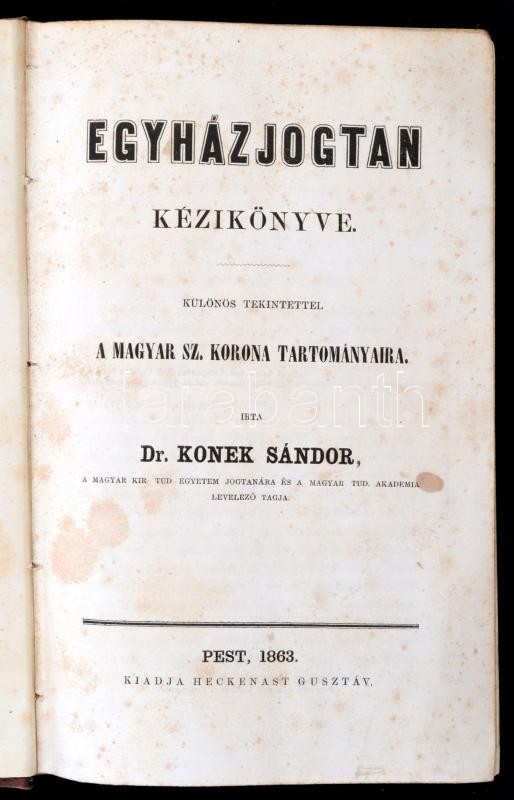 EGYHÁZJOGTAN
KÉZIKÖNYVE.
KÜLÖNÖS TEKINTETTEL
A MAGYAR SZ. KORONA TARTOMÁNYAIRA.
darabanth
IRTA
Dr. KONEK SÁNDOR,
A MAGYAR KIR. TUD EGYETEM JOGTANÁRA ÉS A MAGYAR TUD. AKADEMIA
LEVELEZŐ TAGJA.
PEST, 1863.
KIADJA HECKENAST GUSZTÁV.